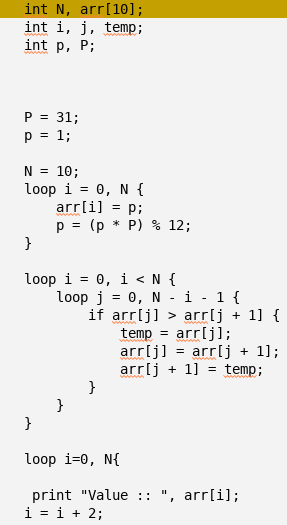 int N, arr[10];
int i, j, temp;
int p, P;
P = 31;
p = 1;
N = 10;
loop i = 0, N {
    arr[i] = p;
    p = (p * P) % 12;
}
loop i = 0, i < N {
    loop j = 0, N - i - 1 {
        if arr[j] > arr[j + 1] {
            temp = arr[j];
            arr[j] = arr[j + 1];
            arr[j + 1] = temp;
        }
    }
}
loop i=0, N{
 print "Value :: ", arr[i];
i = i + 2;